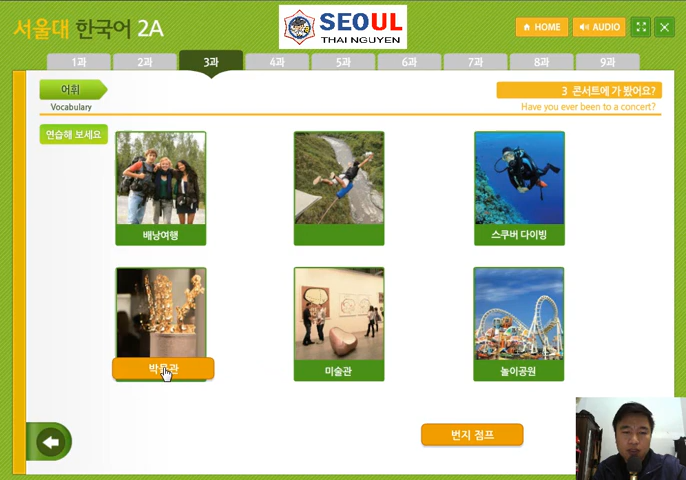 서울대 한국어 2A
SEOUL
THAI NGUYEN
HOME
AUDIO
1과
2과
3과
4과
5과
6과
7과
8과
9과
어휘
Vocabulary
3 콘서트에 가 봤어요?
Have you ever been to a concert?
연습해 보세요
배낭여행
스쿠버 다이빙
박물관
미술관
놀이공원
번지 점프